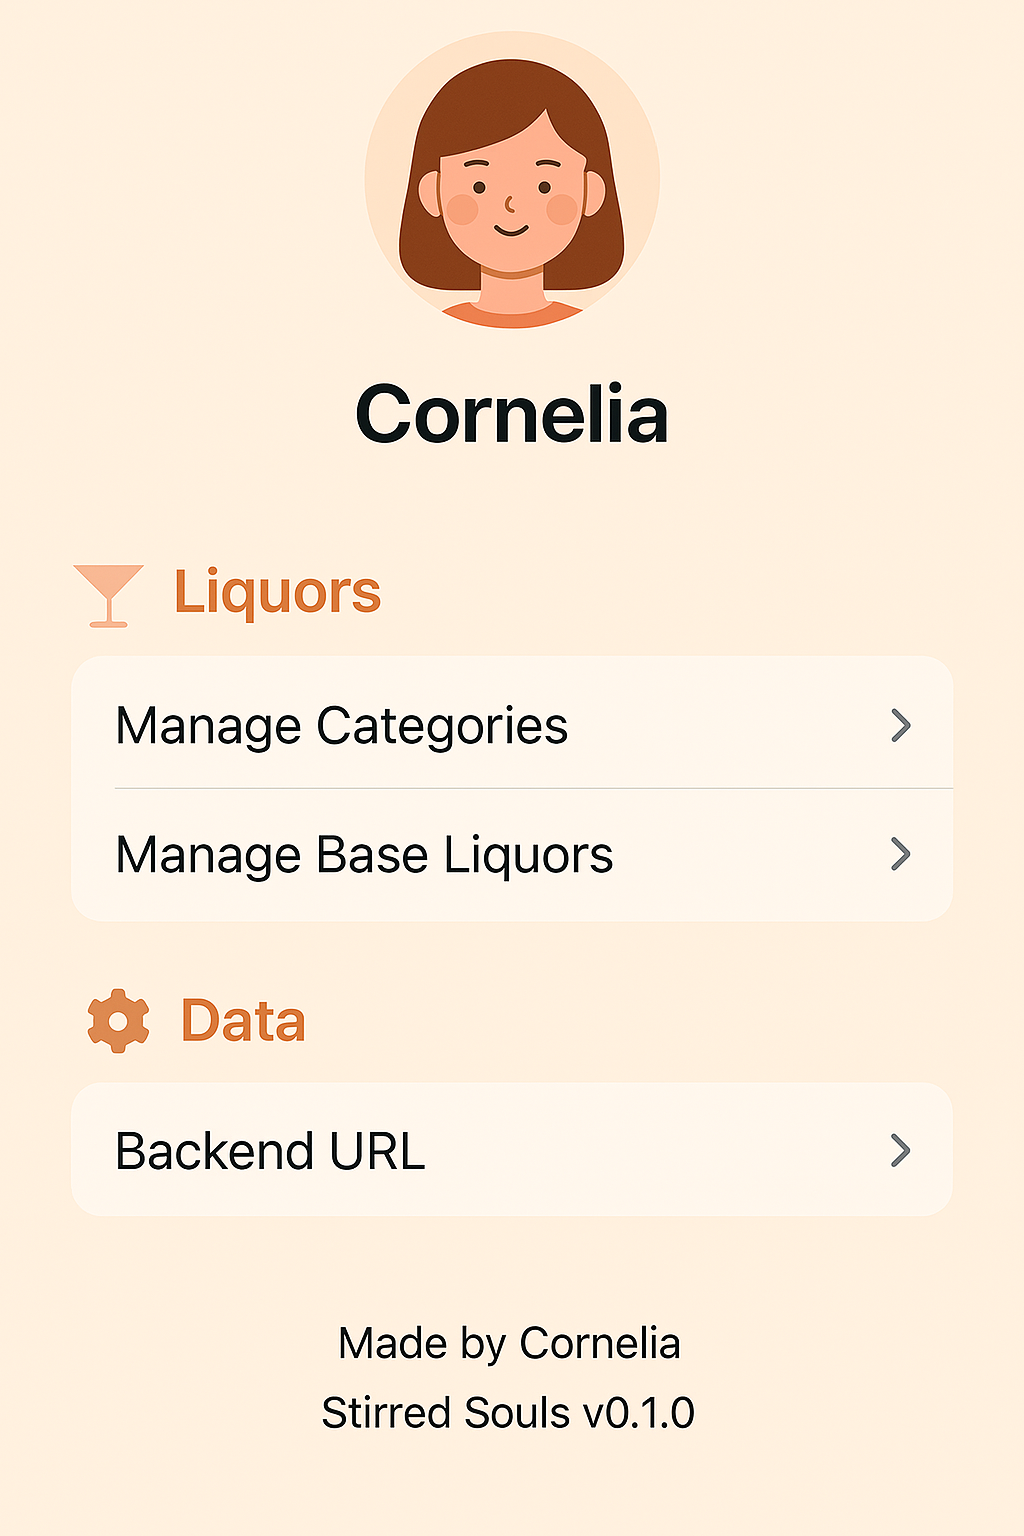 Cornelia
Liquors
Manage Categories
Manage Base Liquors
Data
Backend URL
Made by Cornelia
Stirred Souls v0.1.0